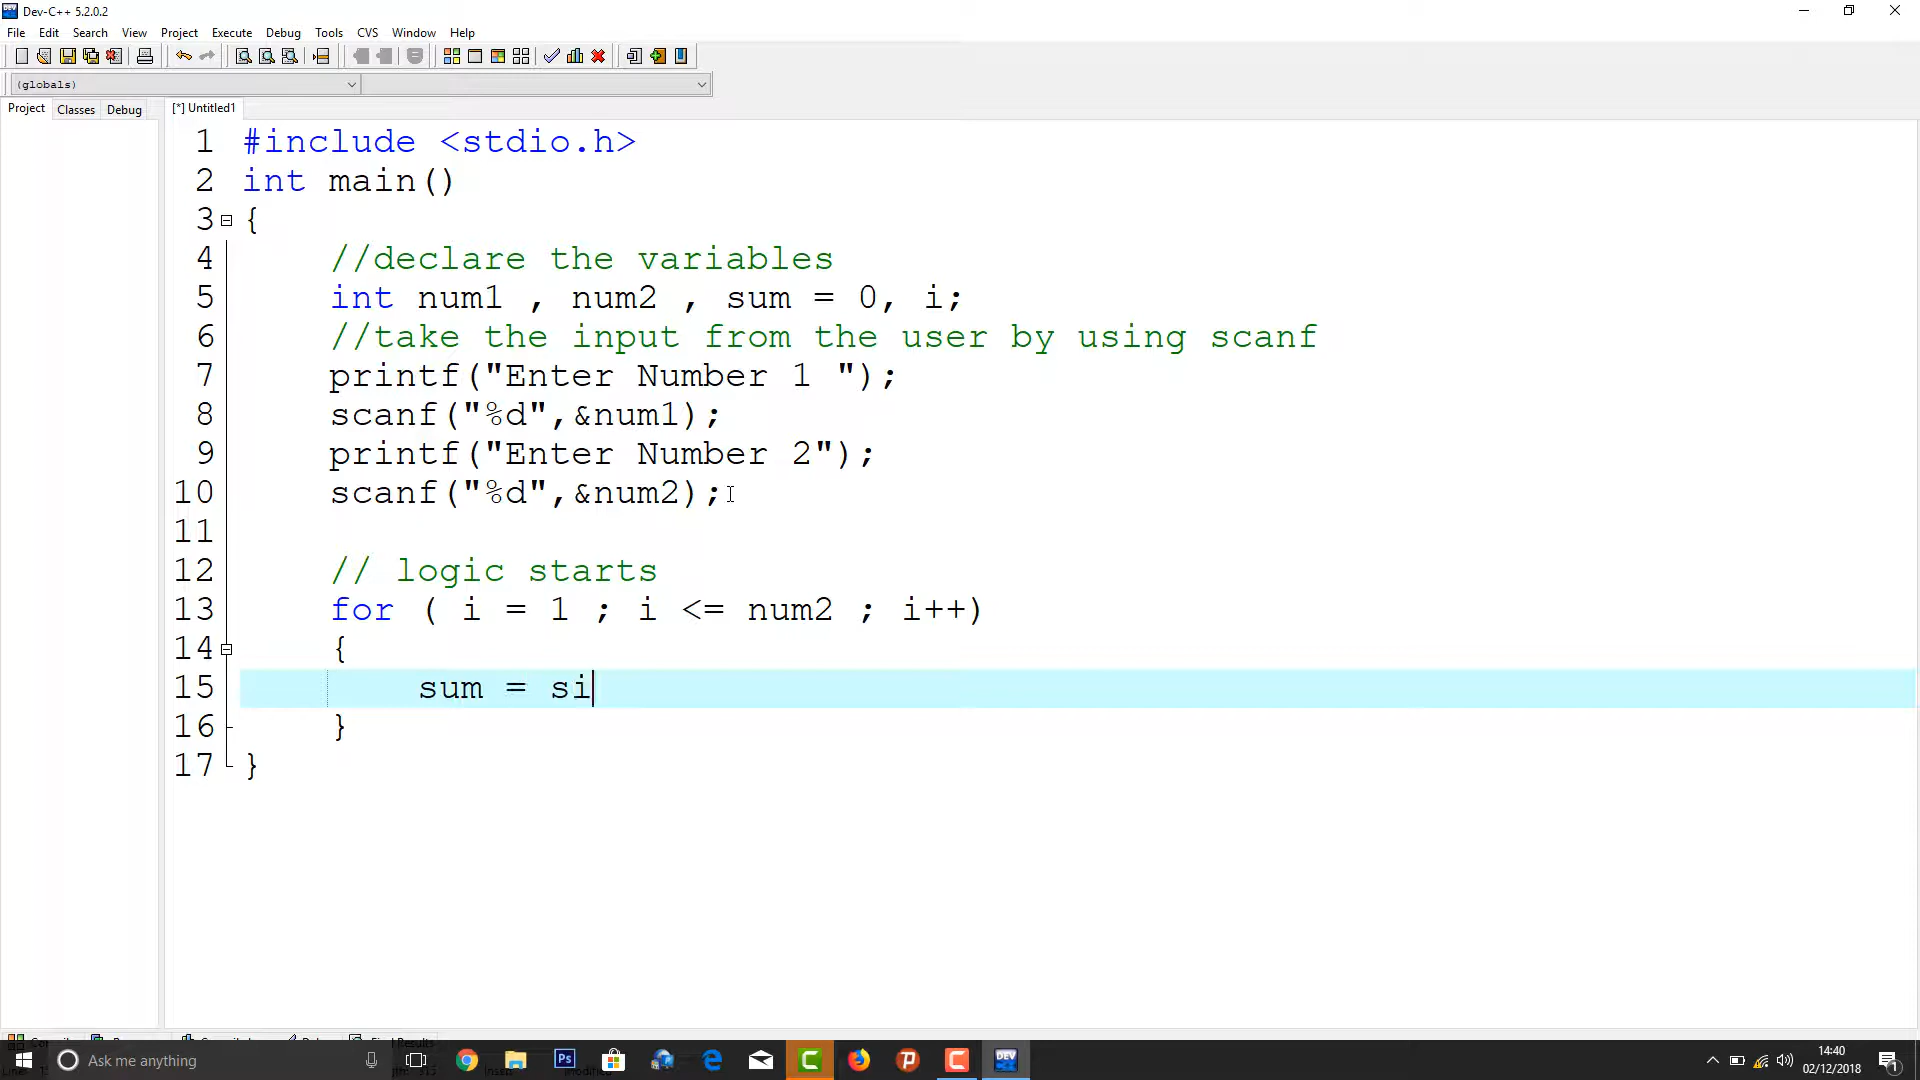 Dev-C++ 5.2.0.2
File Edit Search View Project Execute Debug Tools CVS Window Help
(globals)
Project Classes Debug [*] Untitled1
1 #include <stdio.h>
2 int main()
3 {
4 //declare the variables
5 int num1 , num2 , sum = 0, i;
6 //take the input from the user by using scanf
7 printf("Enter Number 1 ");
8 scanf("%d",&num1);
9 printf("Enter Number 2");
10 scanf("%d",&num2);
11
12 // logic starts
13 for ( i = 1 ; i <= num2 ; i++)
14 {
15 sum = si
16 }
17 }
Ask me anything
14:40
02/12/2018